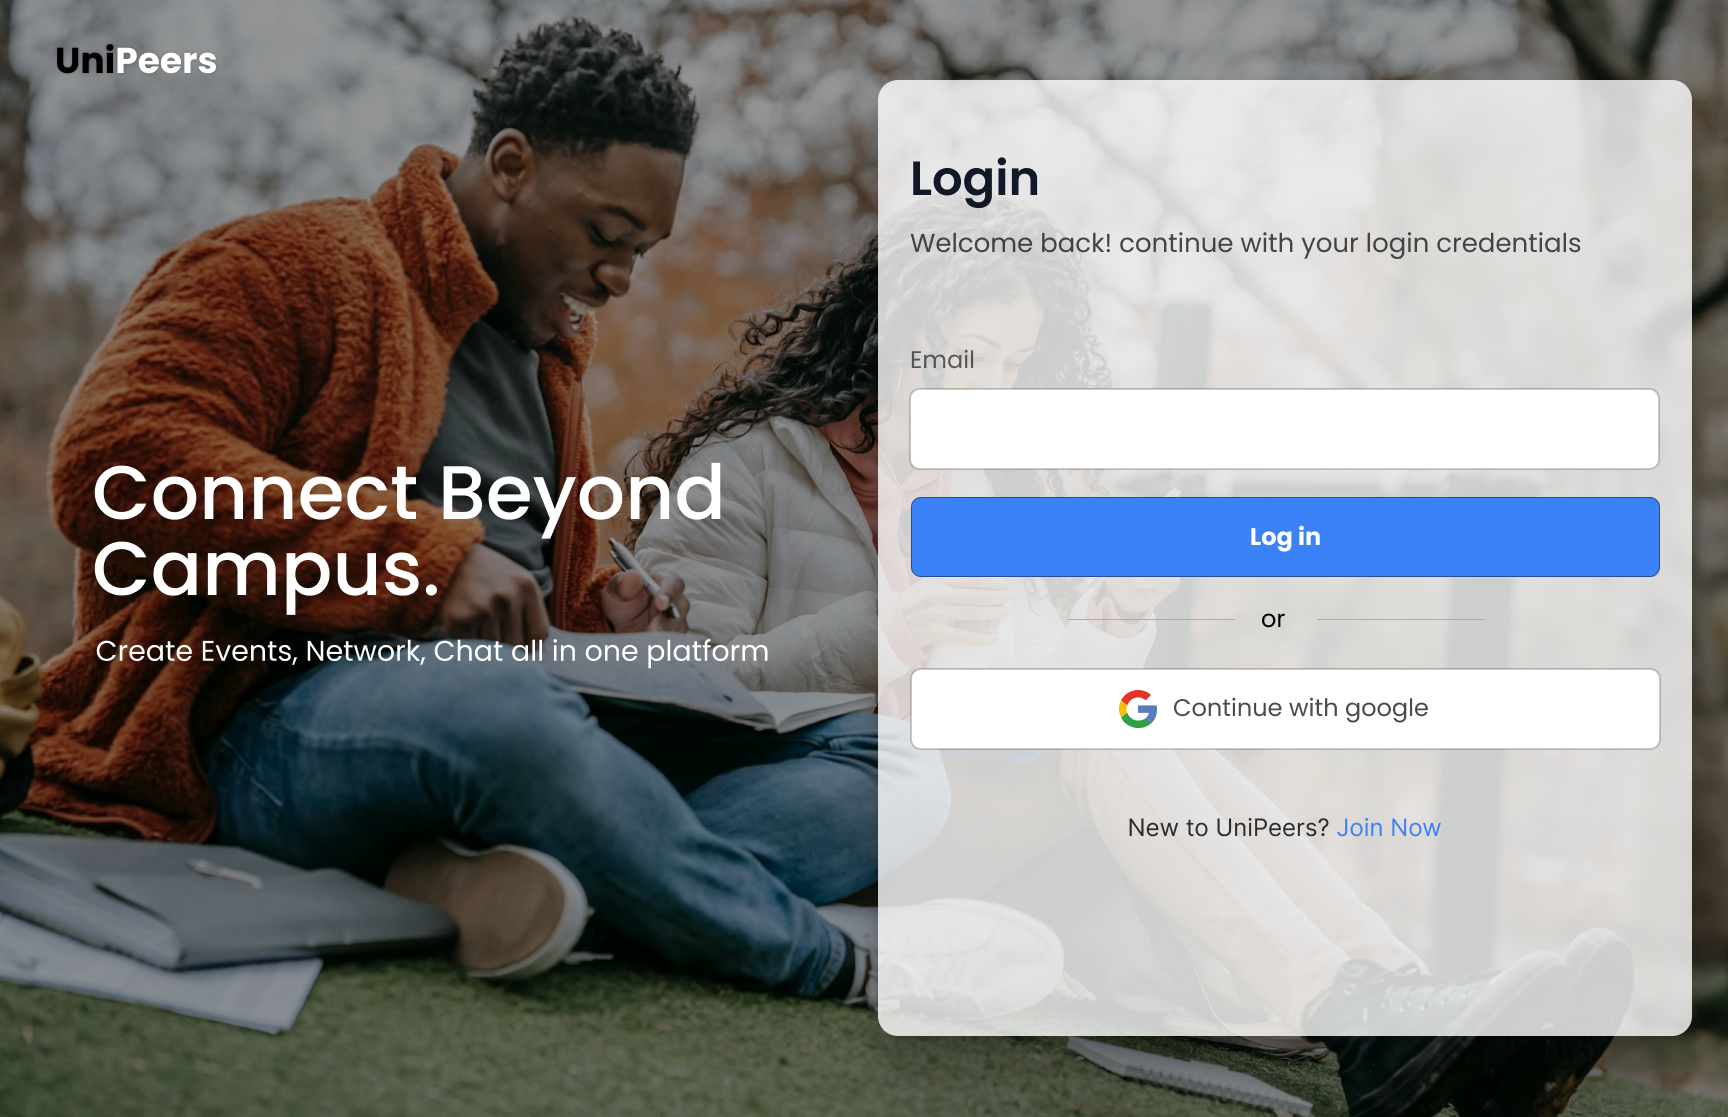 UniPeers
Connect Beyond
Campus.
Create Events, Network, Chat all in one platform
Login
Welcome back! continue with your login credentials
Email
Log in
or
Continue with google
New to UniPeers? Join Now